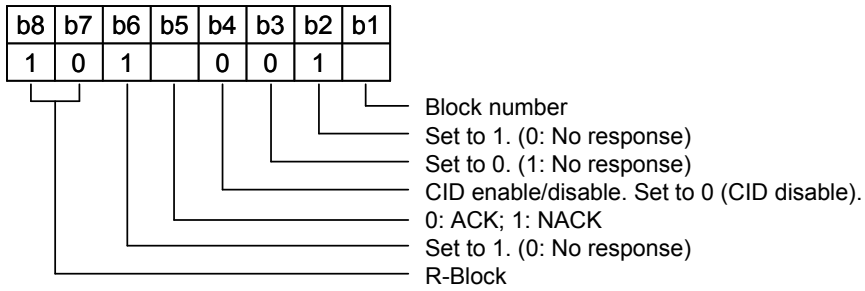 b8 b7 b6 b5 b4 b3 b2 b1
1 0 1 0 0 1
Block number
Set to 1. (0: No response)
Set to 0. (1: No response)
CID enable/disable. Set to 0 (CID disable).
0: ACK; 1: NACK
Set to 1. (0: No response)
R-Block